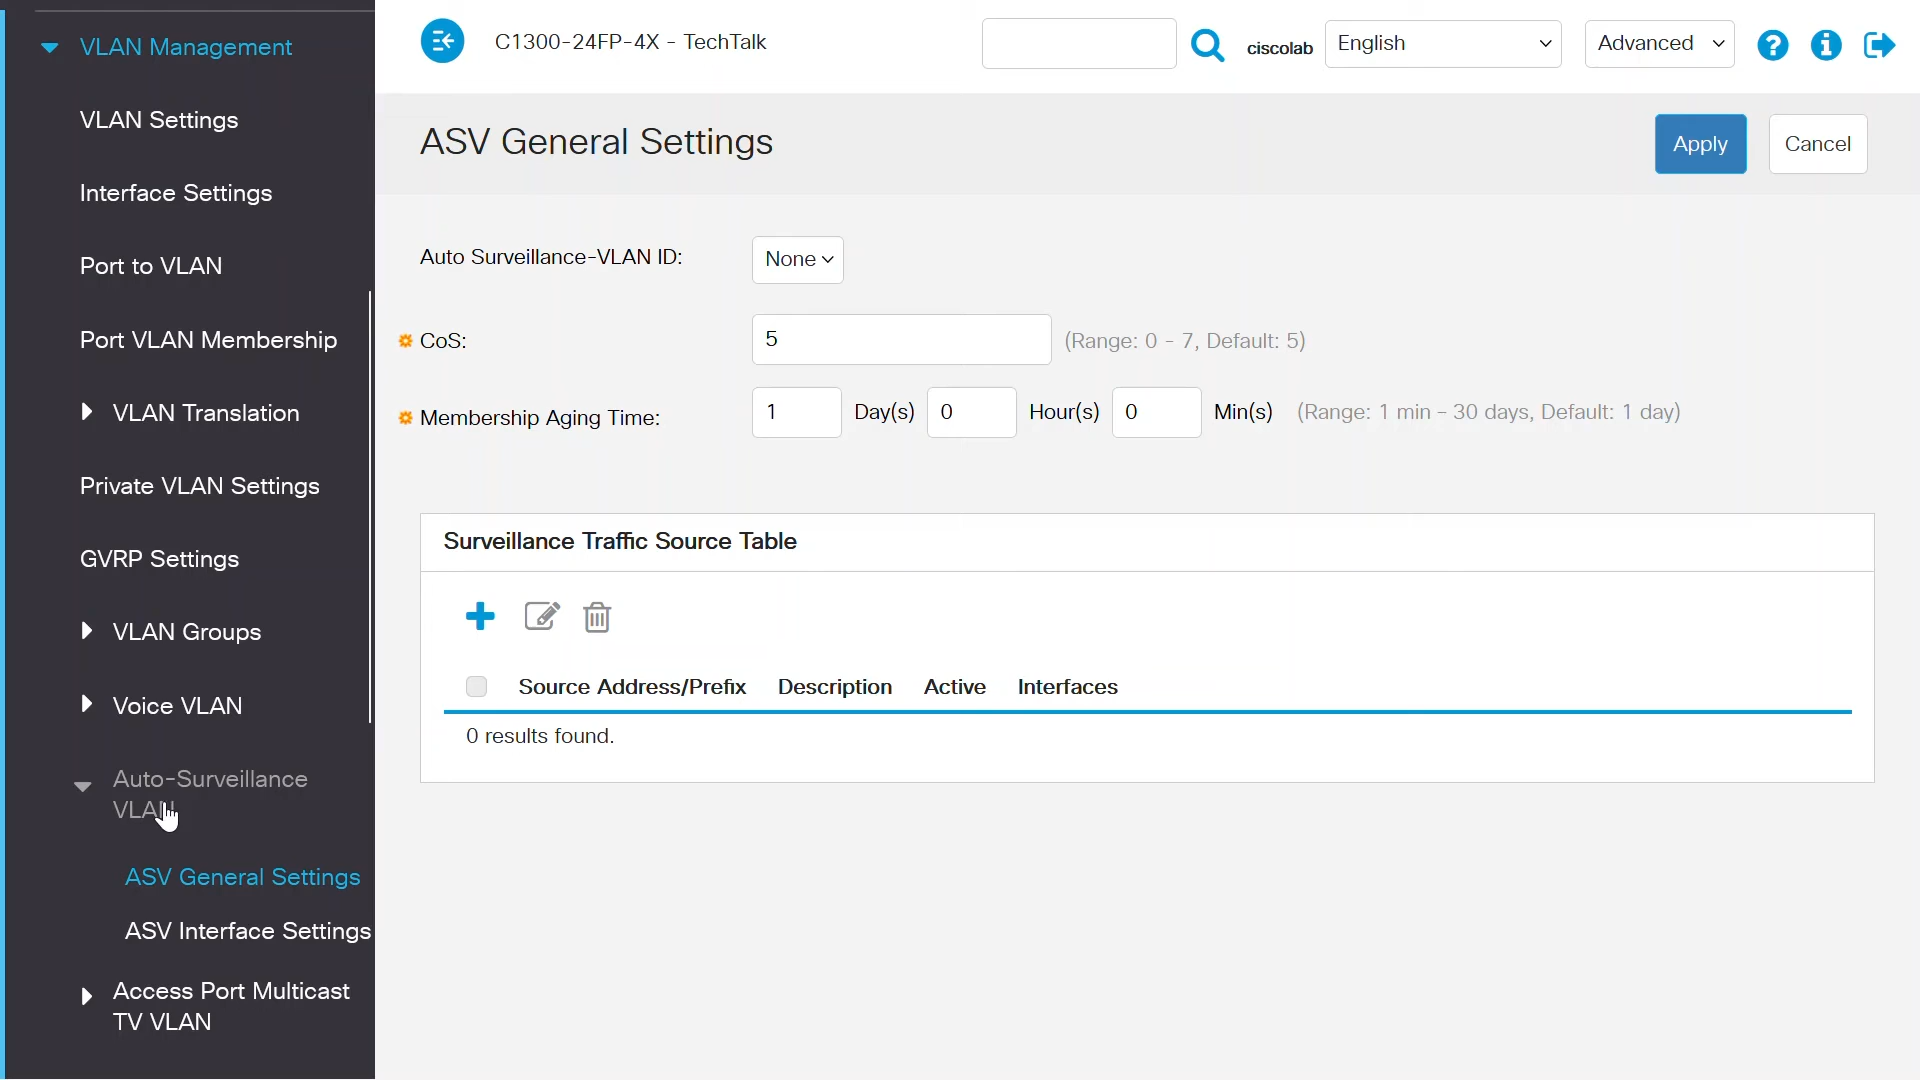 VLAN Management
VLAN Settings
Interface Settings
Port to VLAN
Port VLAN Membership
VLAN Translation
Private VLAN Settings
GVRP Settings
VLAN Groups
Voice VLAN
Auto-Surveillance
VLAN
ASV General Settings
ASV Interface Settings
Access Port Multicast
TV VLAN
C1300-24FP-4X - TechTalk
ciscolab
English
Advanced
ASV General Settings
Apply
Cancel
Auto Surveillance-VLAN ID:
None
CoS:
5
(Range: 0 - 7, Default: 5)
Membership Aging Time:
1 Day(s) 0 Hour(s) 0 Min(s) (Range: 1 min - 30 days, Default: 1 day)
Surveillance Traffic Source Table
Source Address/Prefix Description Active Interfaces
0 results found.